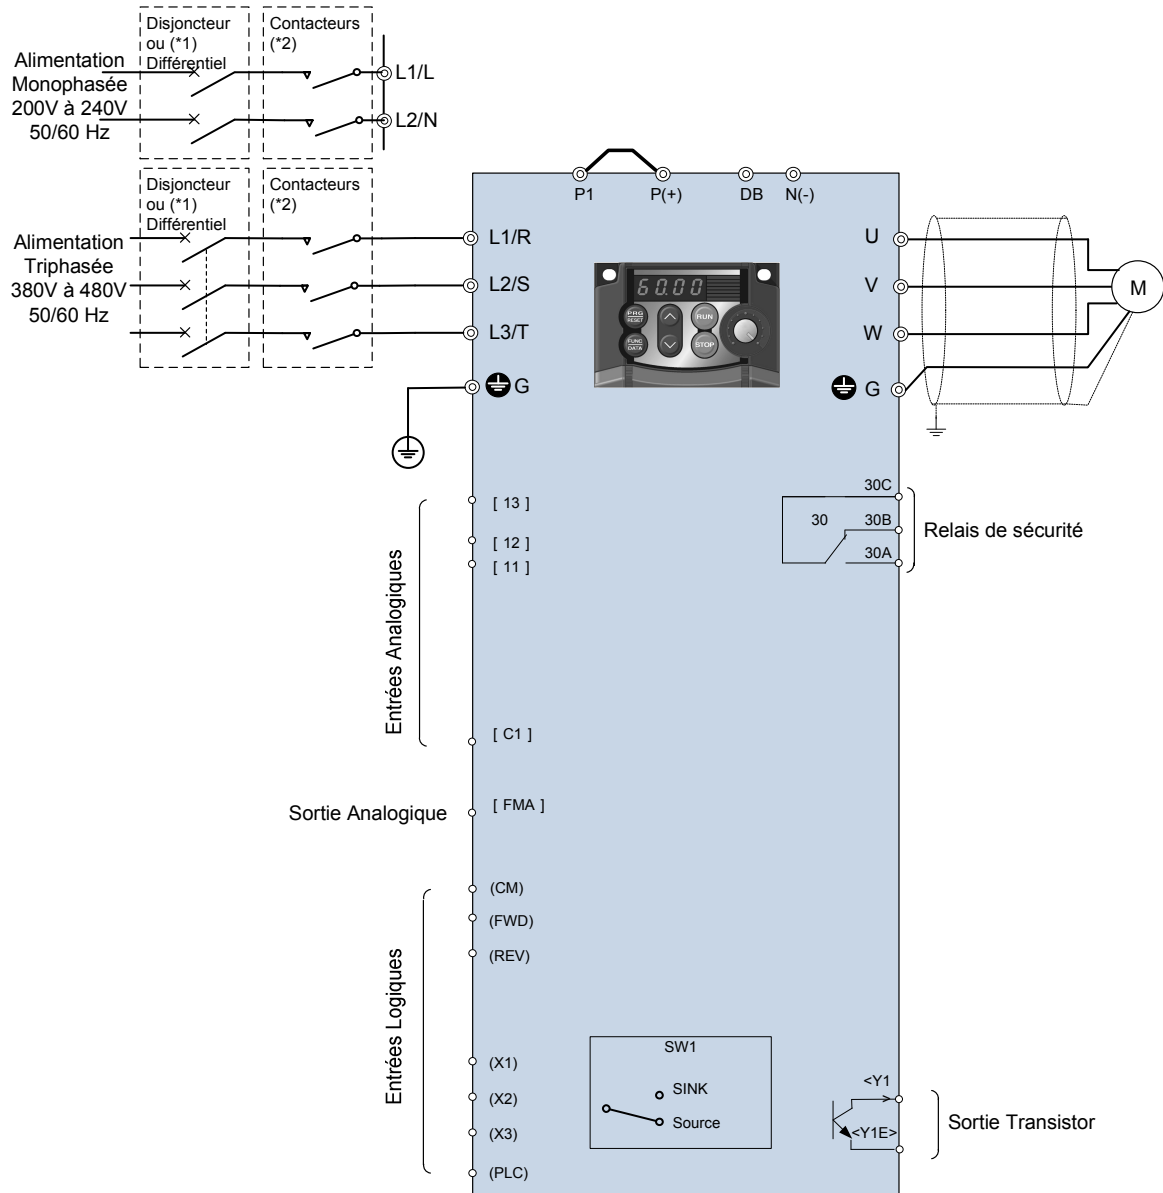 Disjoncteur
ou (*1)
Différentiel
Contacteurs
(*2)
Alimentation
Monophasée
200V à 240V
50/60 Hz
L1/L
L2/N
Disjoncteur
ou (*1)
Différentiel
Contacteurs
(*2)
Alimentation
Triphasée
380V à 480V
50/60 Hz
P1
P(+)
DB
N(-)
L1/R
L2/S
L3/T
G
60.00
PRG
RESET
RUN
FUNC
DATA
STOP
U
V
W
G
M
Entrées Analogiques
[ 13 ]
[ 12 ]
[ 11 ]
[ C1 ]
30C
30
30B
30A
Relais de sécurité
Sortie Analogique
[ FMA ]
Entrées Logiques
(CM)
(FWD)
(REV)
(X1)
(X2)
(X3)
(PLC)
SW1
SINK
Source
<Y1
<Y1E>
Sortie Transistor